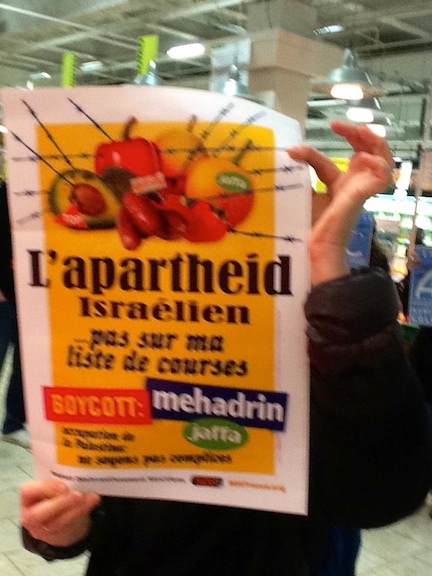 Jaffa
L'apartheid
Israélien
...pas sur ma
liste de courses
BOYCOTT: mehadrin
jaffa
occupation de
la Palestine:
ne soyons pas complices